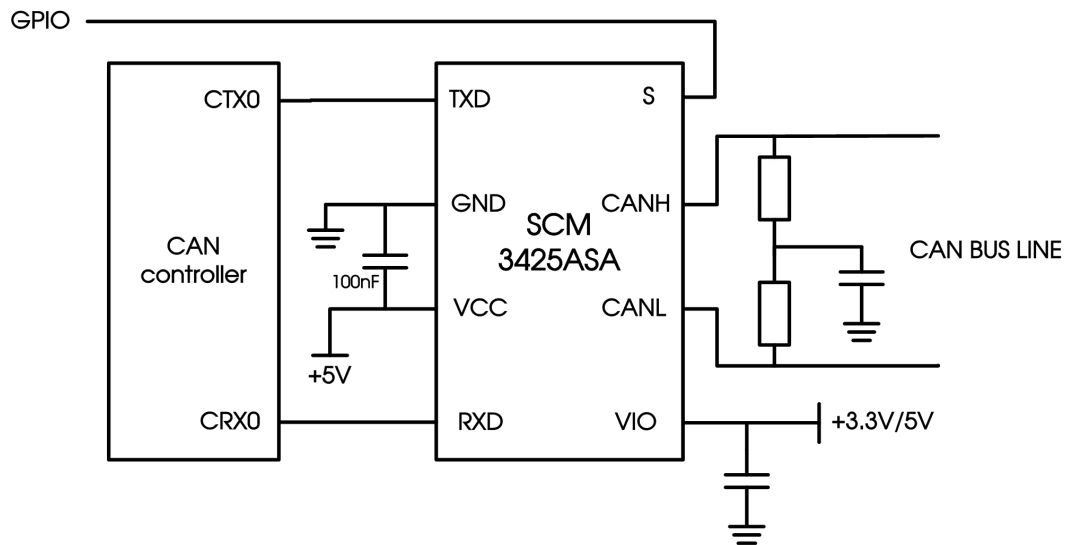 GPIO
CTX0
TXD
S
GND
CANH
SCM
3425ASA
CAN
controller
CAN BUS LINE
100nF
VCC
CANL
+5V
CRX0
RXD
VIO
+3.3V/5V